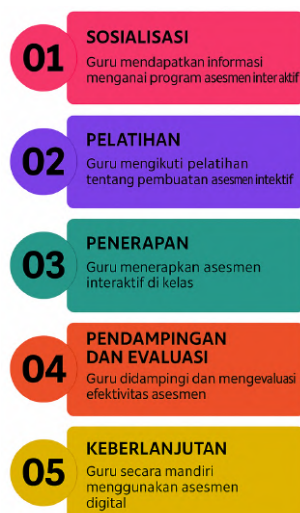 01
SOSIALISASI
Guru mendapatkan informasi
menganai program asesmen interaktif
02
PELATIHAN
Guru mengikuti pelatihan
tentang pembuatan asesmen intektif
03
PENERAPAN
Guru menerapkan asesmen
interaktif di kelas
04
PENDAMPINGAN
DAN EVALUASI
Guru didampingi dan mengevaluasi
efektivitas asesmen
05
KEBERLANJUTAN
Guru secara mandiri
menggunakan asesmen
digital